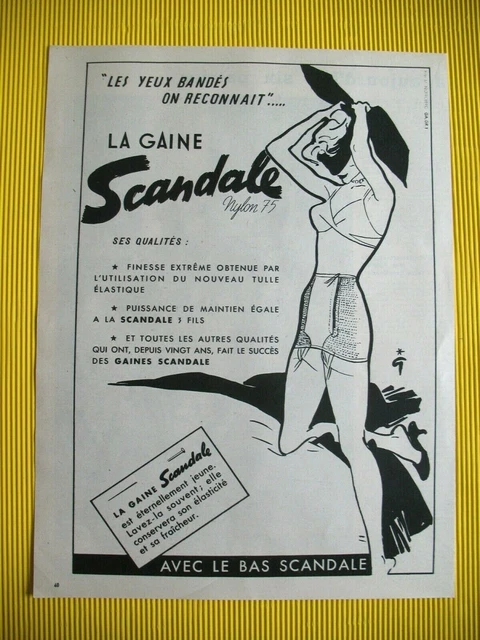 "LES YEUX BANDÉS
ON RECONNAIT".....
LA GAINE
Scandale
Nylon 75
SES QUALITÉS :
★ FINESSE EXTRÊME OBTENUE PAR
L'UTILISATION DU NOUVEAU TULLE
ÉLASTIQUE
★ PUISSANCE DE MAINTIEN ÉGALE
A LA SCANDALE 5 FILS
★ ET TOUTES LES AUTRES QUALITÉS
QUI ONT, DEPUIS VINGT ANS, FAIT LE SUCCÈS
DES GAINES SCANDALE
LA GAINE Scandale
est éternellement jeune.
Lavez-la souvent ; elle
conservera son élasticité
et sa fraîcheur.
AVEC LE BAS SCANDALE